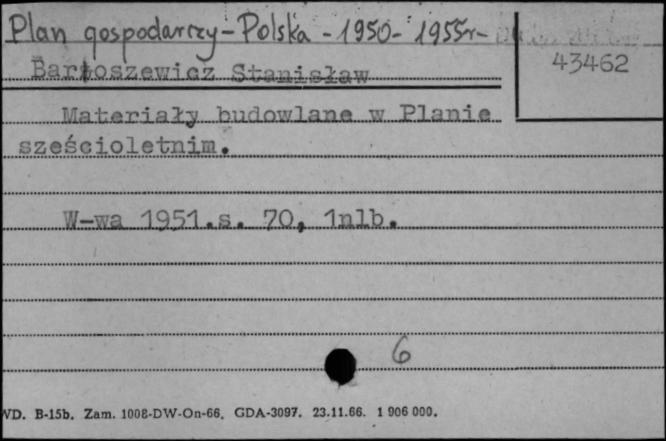 Plan gospodarczy - Polska - 1950 - 1955r -
43462
Bartoszewicz Stanisław
Materiały budowlane w Planie
sześcioletnim.
W-wa 1951.s. 70, 1nlb.
6
WD. B-15b. Zam. 1008-DW-On-66. GDA-3097. 23.11.66. 1 906 000.